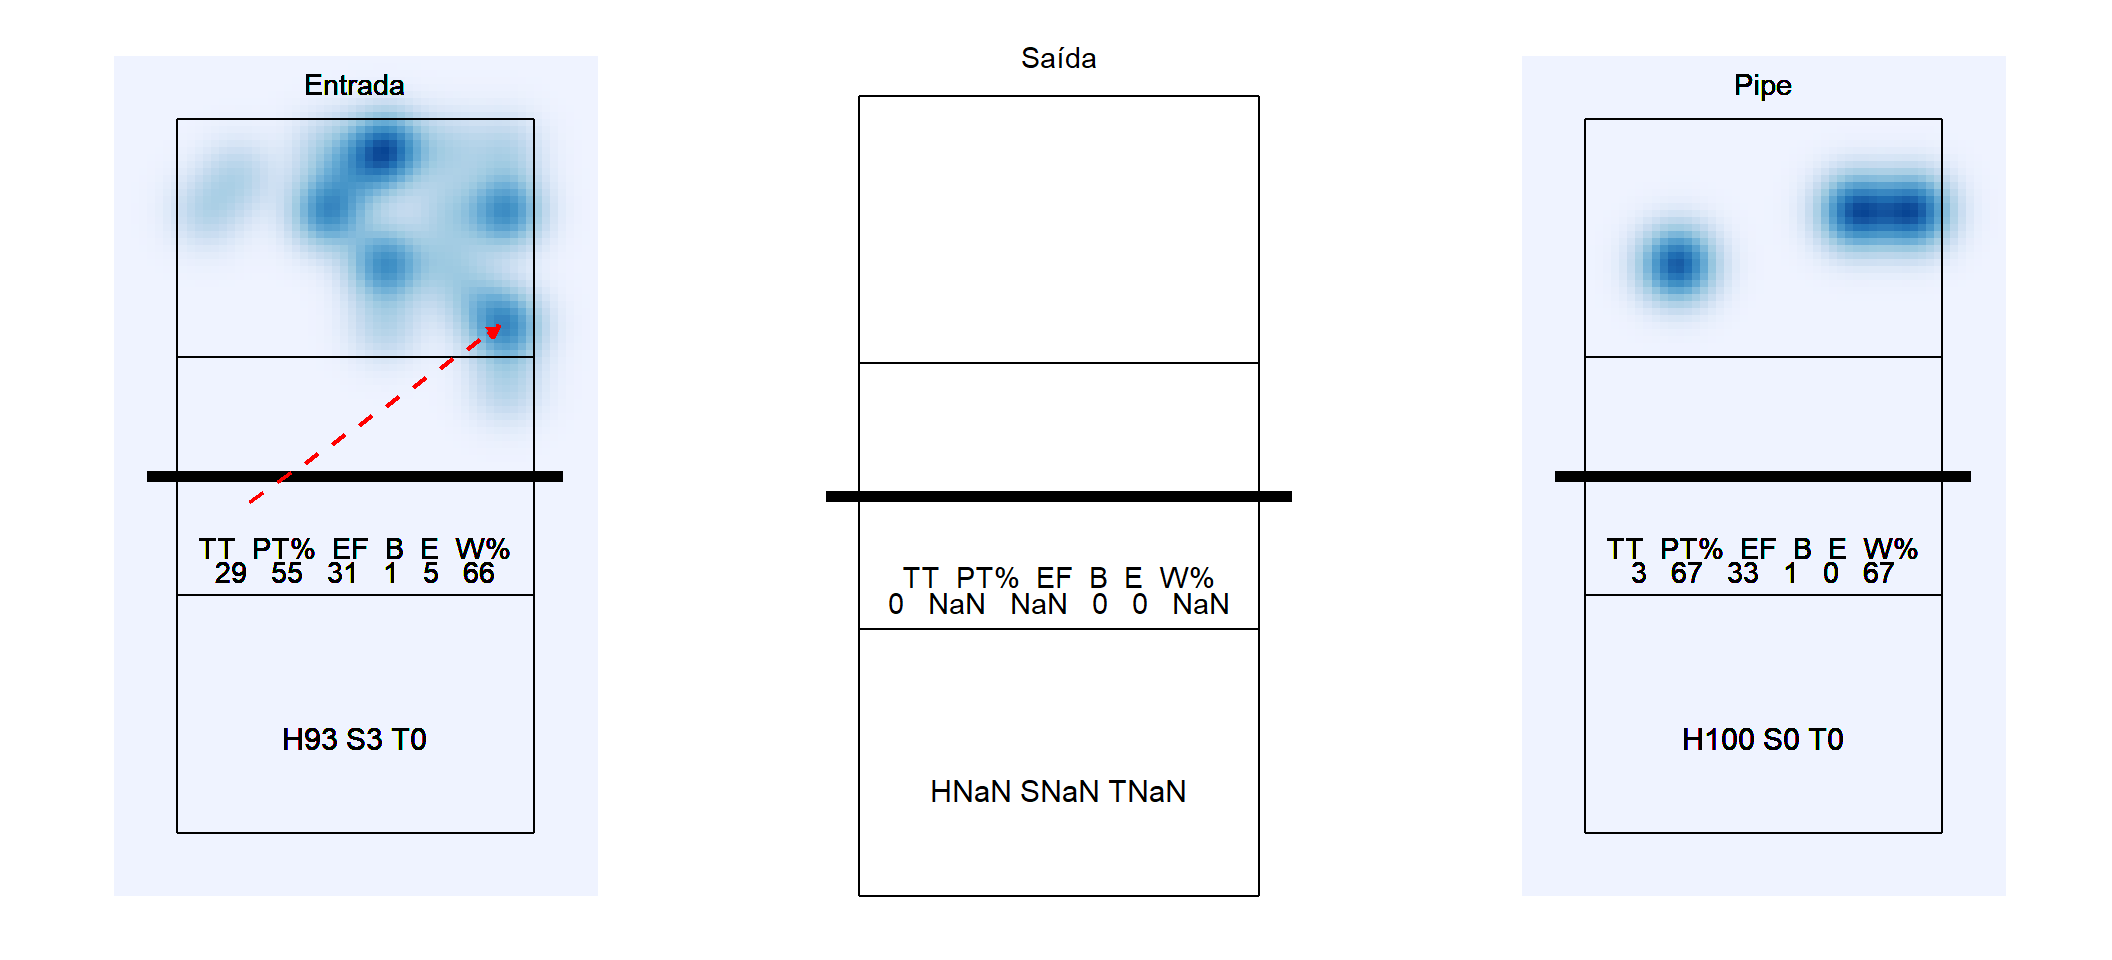 Entrada
TT PT% EF B E W%
29 55 31 1 5 66
H93 S3 T0
Saída
TT PT% EF B E W%
0 NaN NaN 0 0 NaN
HNaN SNaN TNaN
Pipe
TT PT% EF B E W%
3 67 33 1 0 67
H100 S0 T0